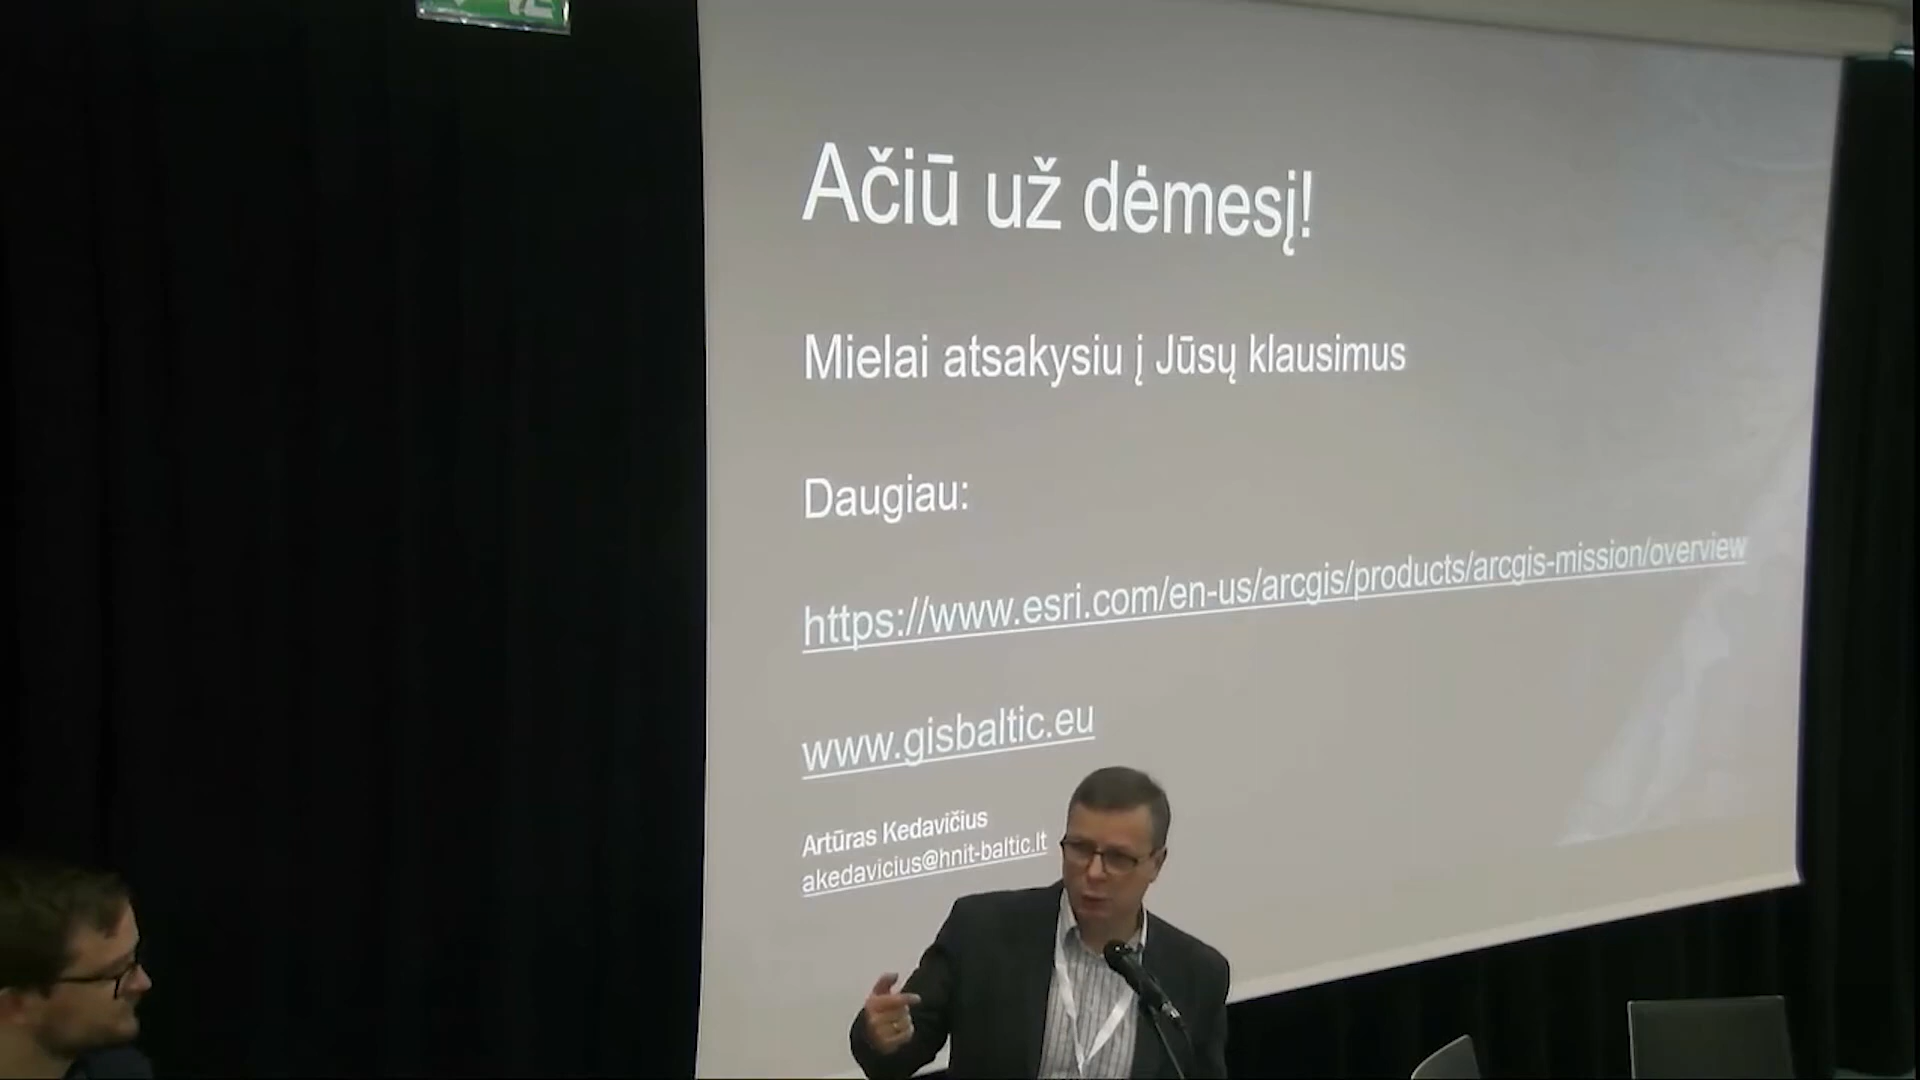 Ačiū už dėmesį!
Mielai atsakysiu į Jūsų klausimus
Daugiau:
https://www.esri.com/en-us/arcgis/products/arcgis-mission/overview
www.gisbaltic.eu
Artūras Kedavičius
akedavicius@hnit-baltic.lt